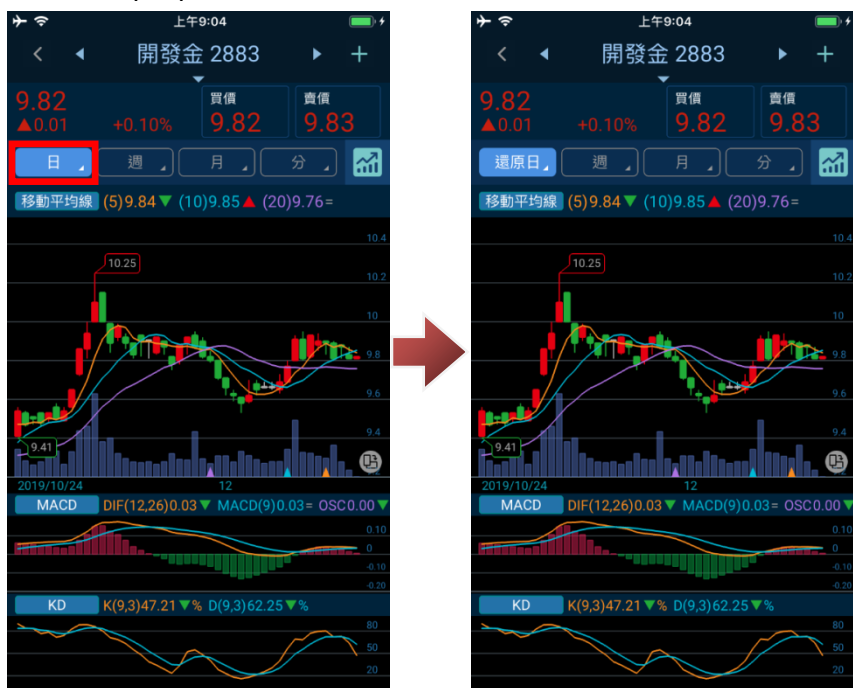 上午9:04
開發金 2883
9.82
▲0.01 +0.10%
買價
9.82
賣價
9.83
日 週 月 分
移動平均線 (5)9.84▼ (10)9.85▲ (20)9.76=
10.4
10.25
10.2
10
9.8
9.6
9.4
9.41
2019/10/24 12
MACD DIF(12,26)0.03▼ MACD(9)0.03= OSC0.00▼
0.10
0
-0.10
-0.20
KD K(9,3)47.21▼% D(9,3)62.25▼%
80
50
20
上午9:04
開發金 2883
9.82
▲0.01 +0.10%
買價
9.82
賣價
9.83
還原日 週 月 分
移動平均線 (5)9.84▼ (10)9.85▲ (20)9.76=
10.4
10.25
10.2
10
9.8
9.6
9.4
9.41
2019/10/24 12
MACD DIF(12,26)0.03▼ MACD(9)0.03= OSC0.00▼
0.10
0
-0.10
-0.20
KD K(9,3)47.21▼% D(9,3)62.25▼%
80
50
20